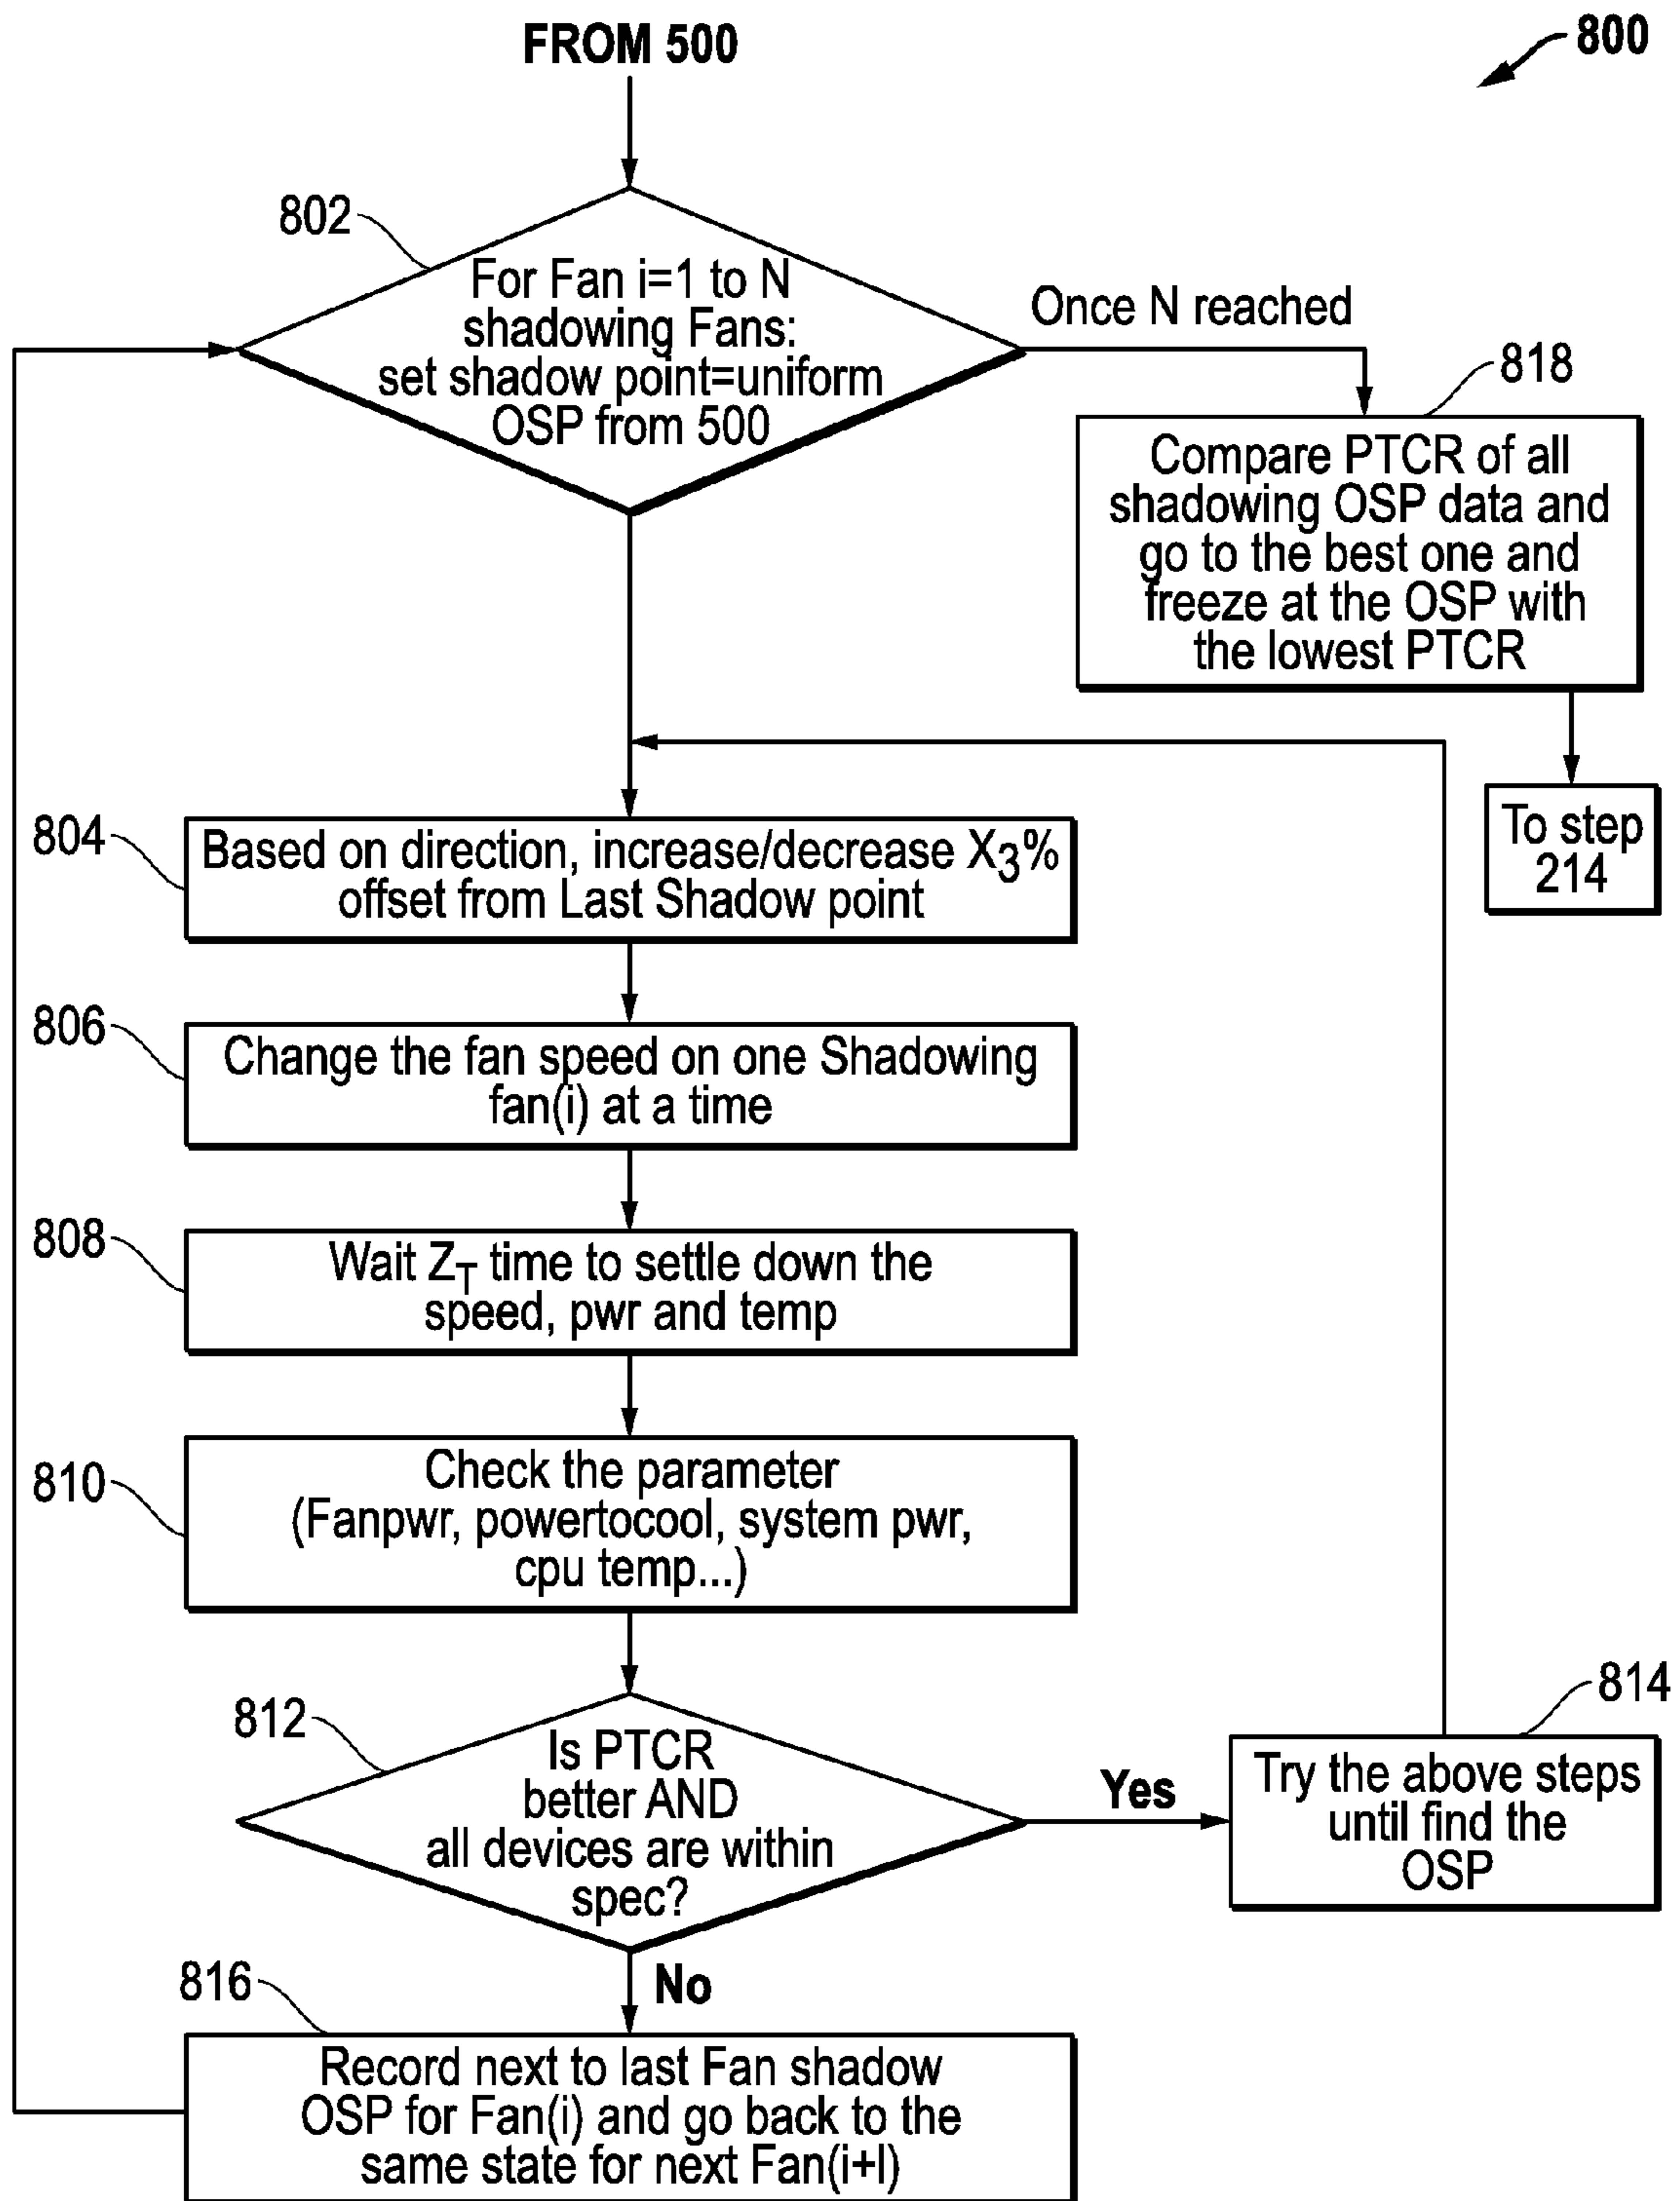 FROM 500
800
802
For Fan i=1 to N
shadowing Fans:
set shadow point=uniform
OSP from 500
Once N reached
818
Compare PTCR of all
shadowing OSP data and
go to the best one and
freeze at the OSP with
the lowest PTCR
To step
214
804
Based on direction, increase/decrease X₃%
offset from Last Shadow point
806
Change the fan speed on one Shadowing
fan(i) at a time
808
Wait Z_T time to settle down the
speed, pwr and temp
810
Check the parameter
(Fanpwr, powertocool, system pwr,
cpu temp...)
812
Is PTCR
better AND
all devices are within
spec?
Yes
814
Try the above steps
until find the
OSP
No
816
Record next to last Fan shadow
OSP for Fan(i) and go back to the
same state for next Fan(i+l)